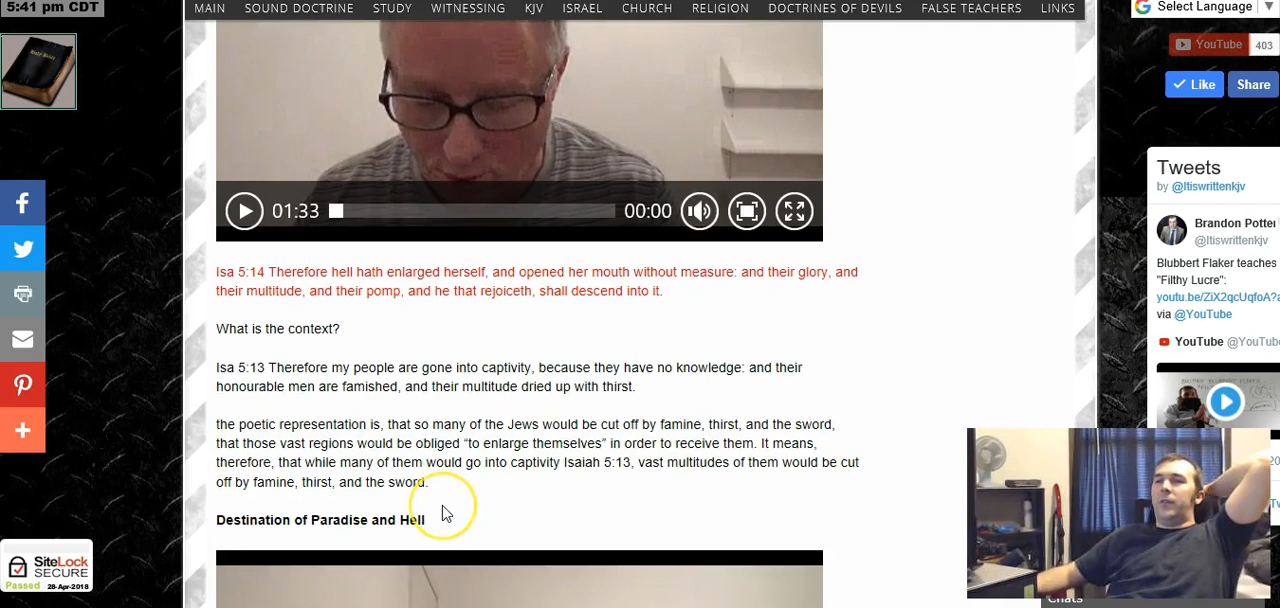 5:41 pm CDT
MAIN SOUND DOCTRINE STUDY WITNESSING KJV ISRAEL CHURCH RELIGION DOCTRINES OF DEVILS FALSE TEACHERS LINKS
Select Language
YouTube 403
Like Share
HOLY BIBLE
01:33 00:00
Isa 5:14 Therefore hell hath enlarged herself, and opened her mouth without measure: and their glory, and
their multitude, and their pomp, and he that rejoiceth, shall descend into it.
What is the context?
Isa 5:13 Therefore my people are gone into captivity, because they have no knowledge: and their
honourable men are famished, and their multitude dried up with thirst.
the poetic representation is, that so many of the Jews would be cut off by famine, thirst, and the sword,
that those vast regions would be obliged “to enlarge themselves” in order to receive them. It means,
therefore, that while many of them would go into captivity Isaiah 5:13, vast multitudes of them would be cut
off by famine, thirst, and the sword.
Destination of Paradise and Hell
Tweets
by @Itiswrittenkjv
Brandon Potter
@Itiswrittenkjv
Blubbert Flaker teaches
"Filthy Lucre":
youtu.be/ZiX2qcUqfoA?a
via @YouTube
YouTube @YouTube
SiteLock
SECURE
Passed 28-Apr-2018
Chats